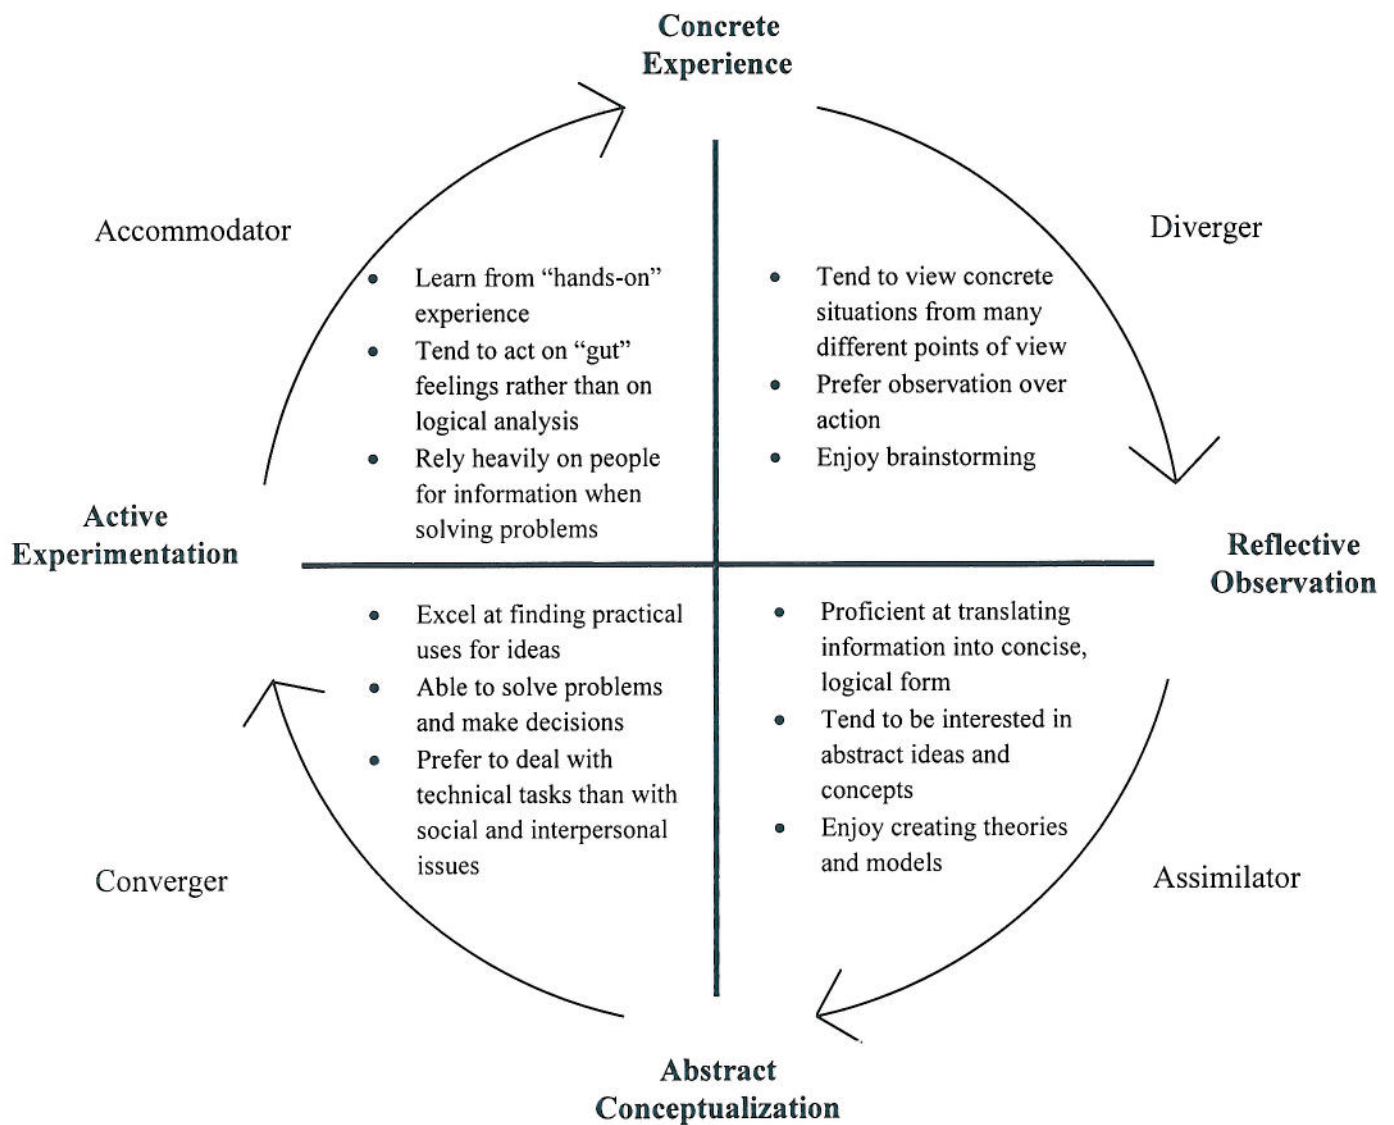 Concrete
Experience
Accommodator
Diverger
• Learn from “hands-on”
experience
• Tend to act on “gut”
feelings rather than on
logical analysis
• Rely heavily on people
for information when
solving problems
• Tend to view concrete
situations from many
different points of view
• Prefer observation over
action
• Enjoy brainstorming
Active
Experimentation
Reflective
Observation
• Excel at finding practical
uses for ideas
• Able to solve problems
and make decisions
• Prefer to deal with
technical tasks than with
social and interpersonal
issues
• Proficient at translating
information into concise,
logical form
• Tend to be interested in
abstract ideas and
concepts
• Enjoy creating theories
and models
Converger
Assimilator
Abstract
Conceptualization